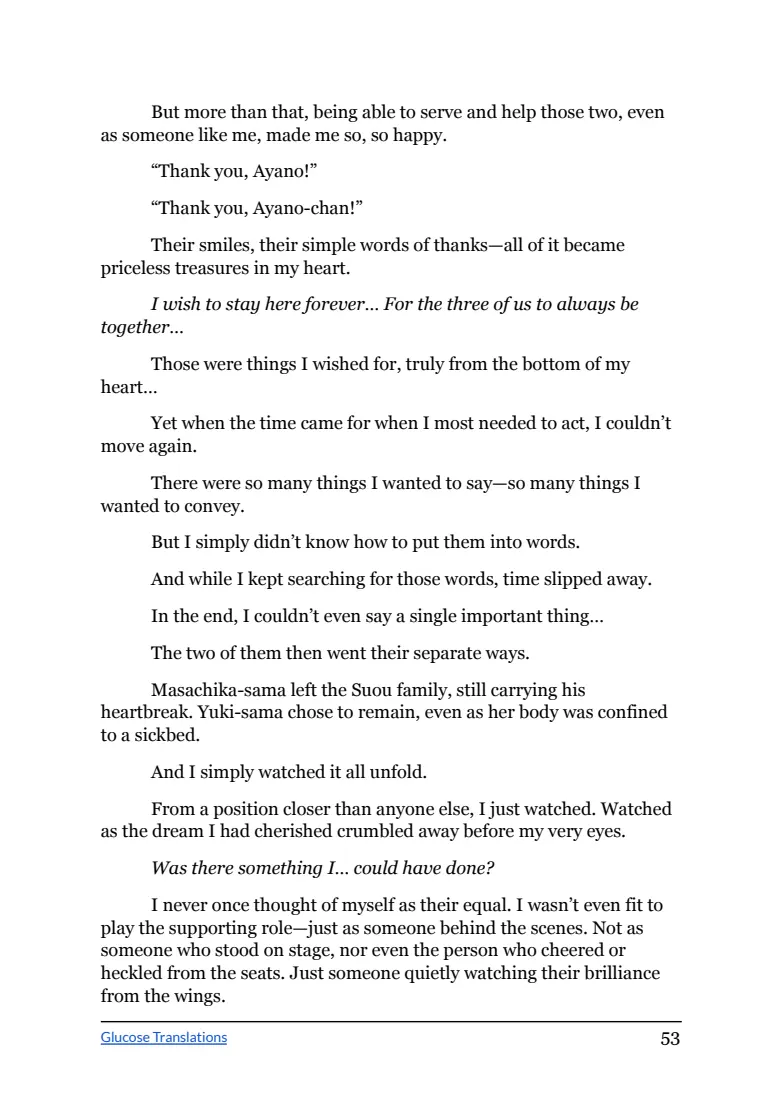 But more than that, being able to serve and help those two, even
as someone like me, made me so, so happy.
“Thank you, Ayano!”
“Thank you, Ayano-chan!”
Their smiles, their simple words of thanks—all of it became
priceless treasures in my heart.
I wish to stay here forever… For the three of us to always be
together…
Those were things I wished for, truly from the bottom of my
heart…
Yet when the time came for when I most needed to act, I couldn’t
move again.
There were so many things I wanted to say—so many things I
wanted to convey.
But I simply didn’t know how to put them into words.
And while I kept searching for those words, time slipped away.
In the end, I couldn’t even say a single important thing…
The two of them then went their separate ways.
Masachika-sama left the Suou family, still carrying his
heartbreak. Yuki-sama chose to remain, even as her body was confined
to a sickbed.
And I simply watched it all unfold.
From a position closer than anyone else, I just watched. Watched
as the dream I had cherished crumbled away before my very eyes.
Was there something I… could have done?
I never once thought of myself as their equal. I wasn’t even fit to
play the supporting role—just as someone behind the scenes. Not as
someone who stood on stage, nor even the person who cheered or
heckled from the seats. Just someone quietly watching their brilliance
from the wings.
Glucose Translations
53